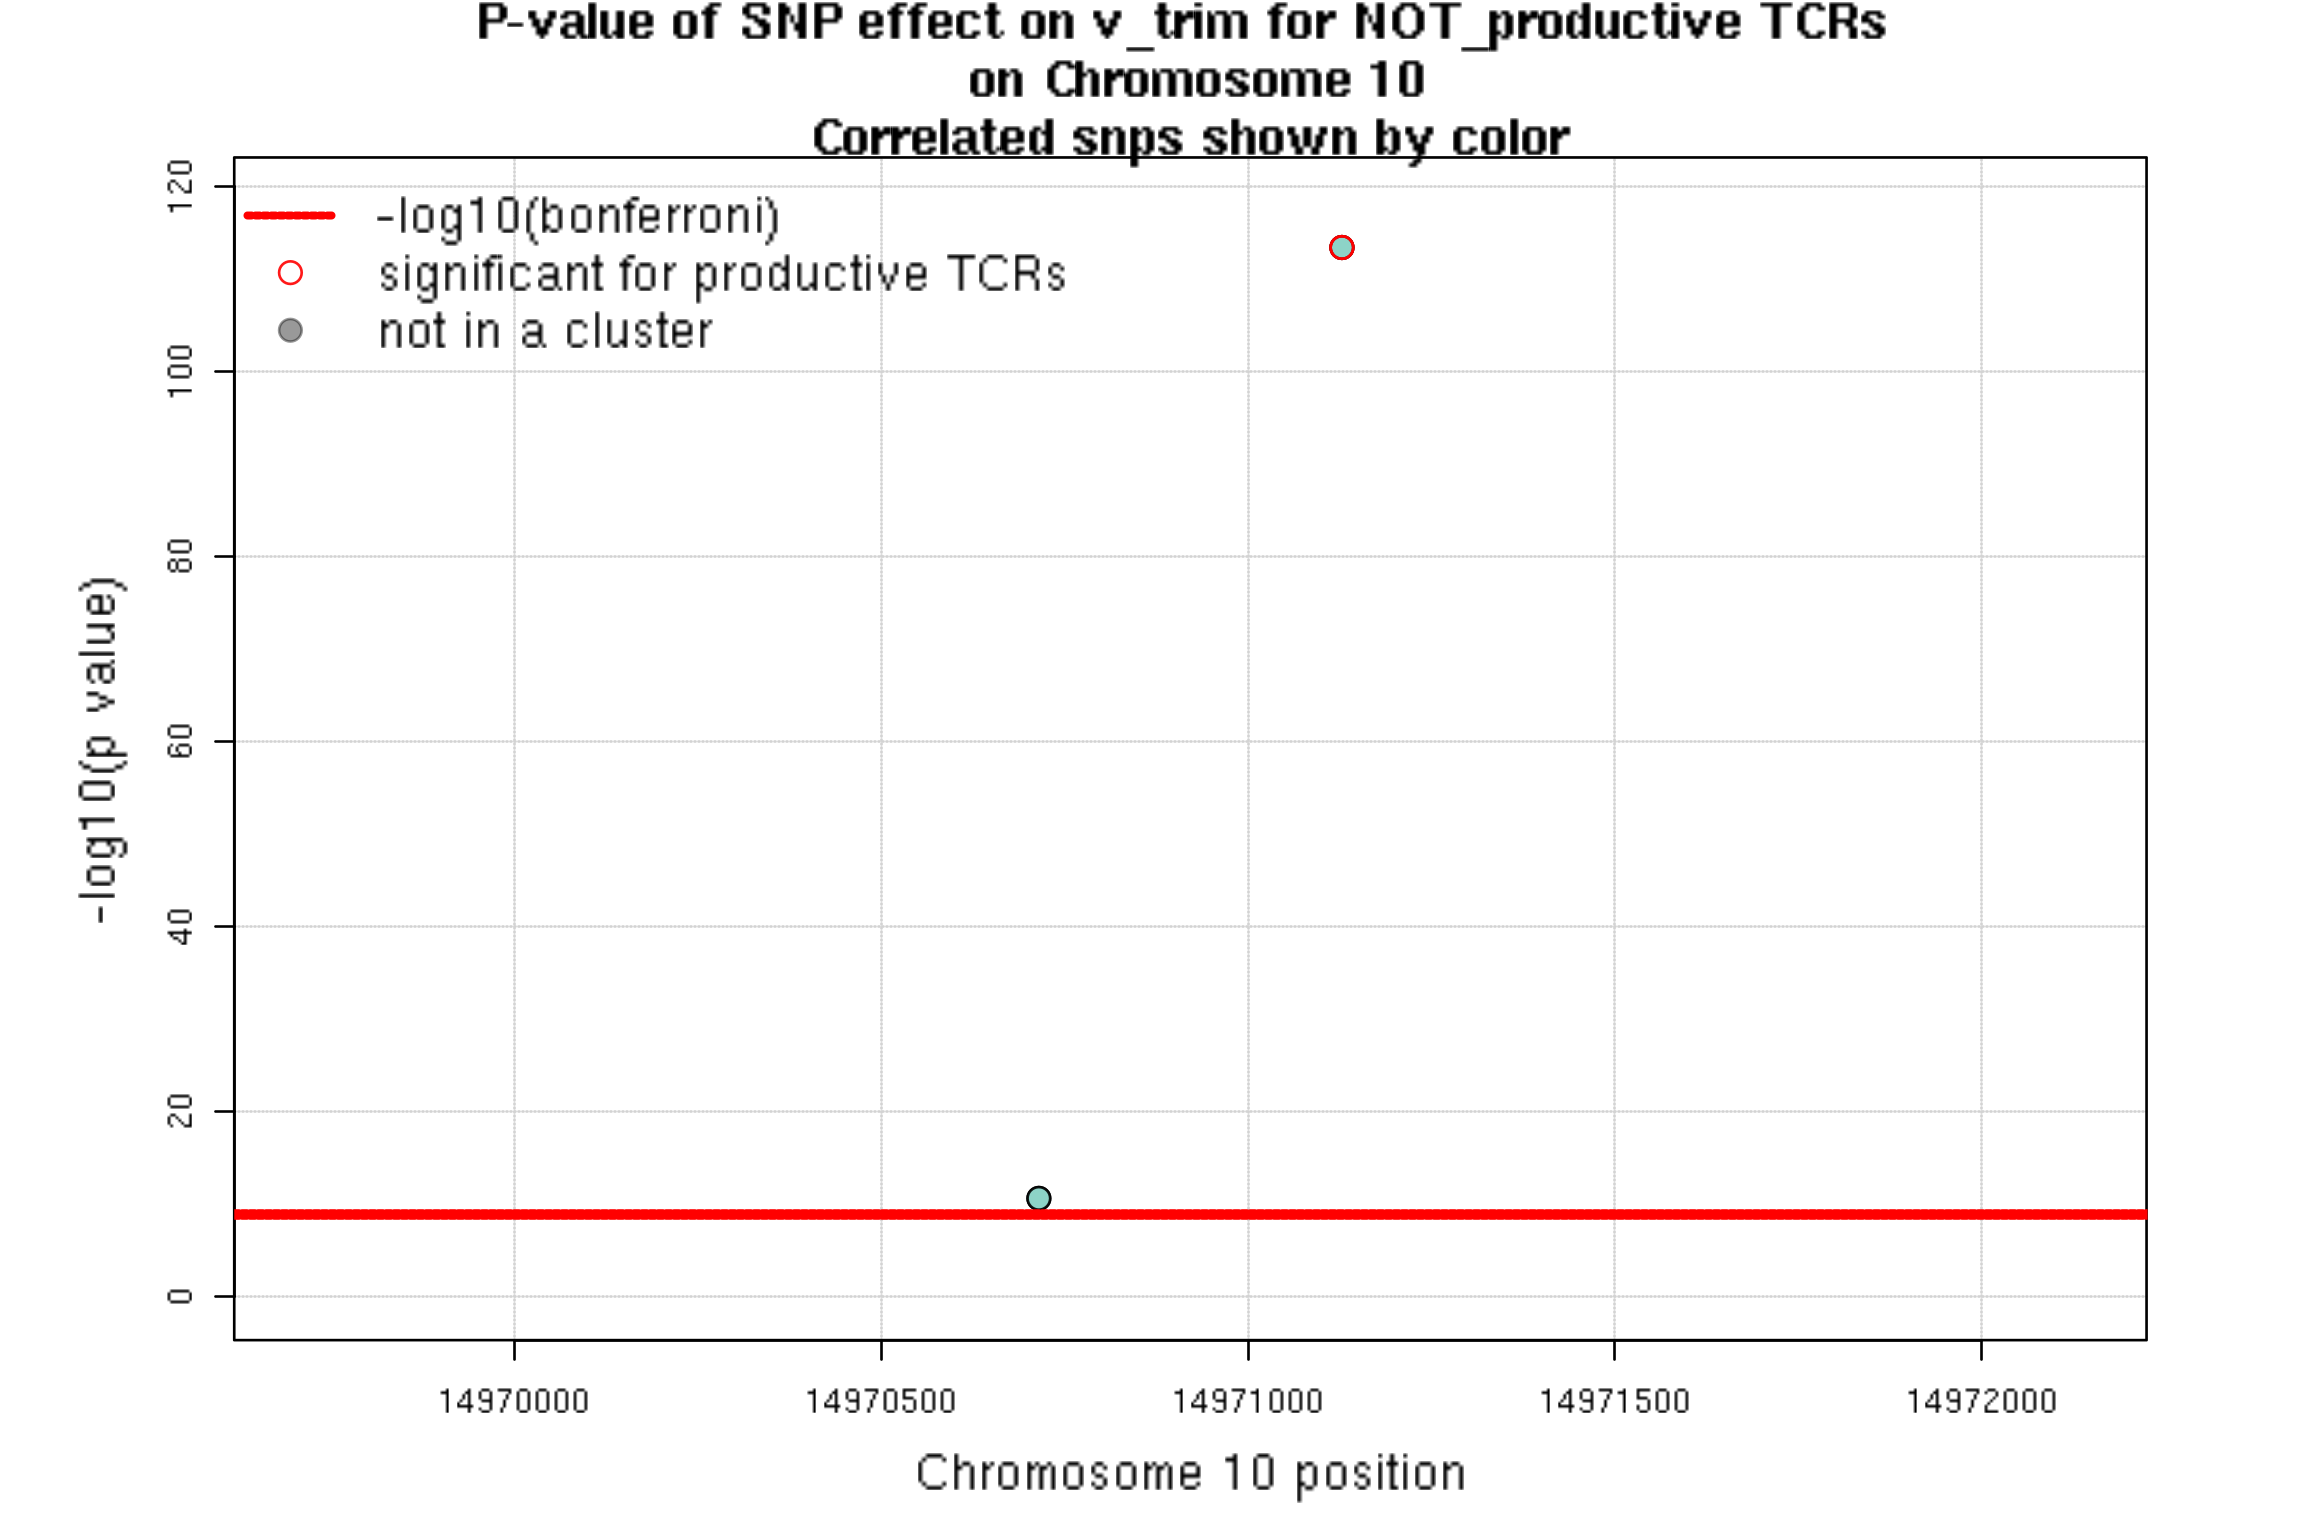 P-value of SNP effect on v_trim for NOT_productive TCRs
on Chromosome 10
Correlated snps shown by color
-log10(bonferroni)
significant for productive TCRs
not in a cluster
120
100
80
60
40
20
0
-log10(p value)
14970000 14970500 14971000 14971500 14972000
Chromosome 10 position